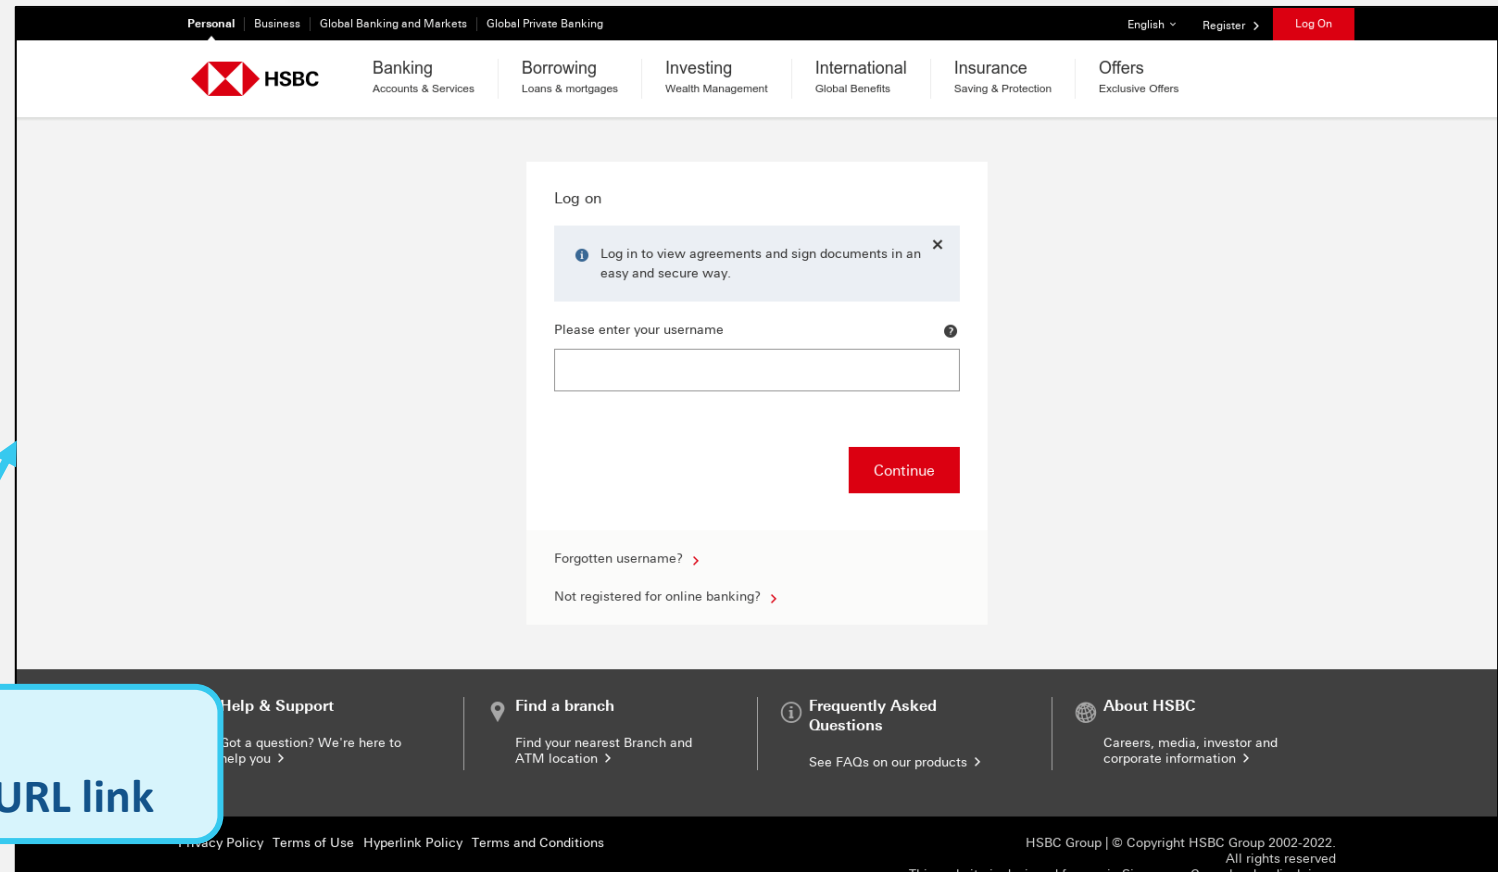 Personal Business Global Banking and Markets Global Private Banking English Register Log On
HSBC
Banking Borrowing Investing International Insurance Offers
Accounts & Services Loans & mortgages Wealth Management Global Benefits Saving & Protection Exclusive Offers
Log on
Log in to view agreements and sign documents in an
easy and secure way.
Please enter your username
Continue
Forgotten username?
Not registered for online banking?
URL link
Help & Support
Got a question? We're here to
help you
Find a branch
Find your nearest Branch and
ATM location
Frequently Asked
Questions
See FAQs on our products
About HSBC
Careers, media, investor and
corporate information
Privacy Policy Terms of Use Hyperlink Policy Terms and Conditions
HSBC Group | © Copyright HSBC Group 2002-2022.
All rights reserved